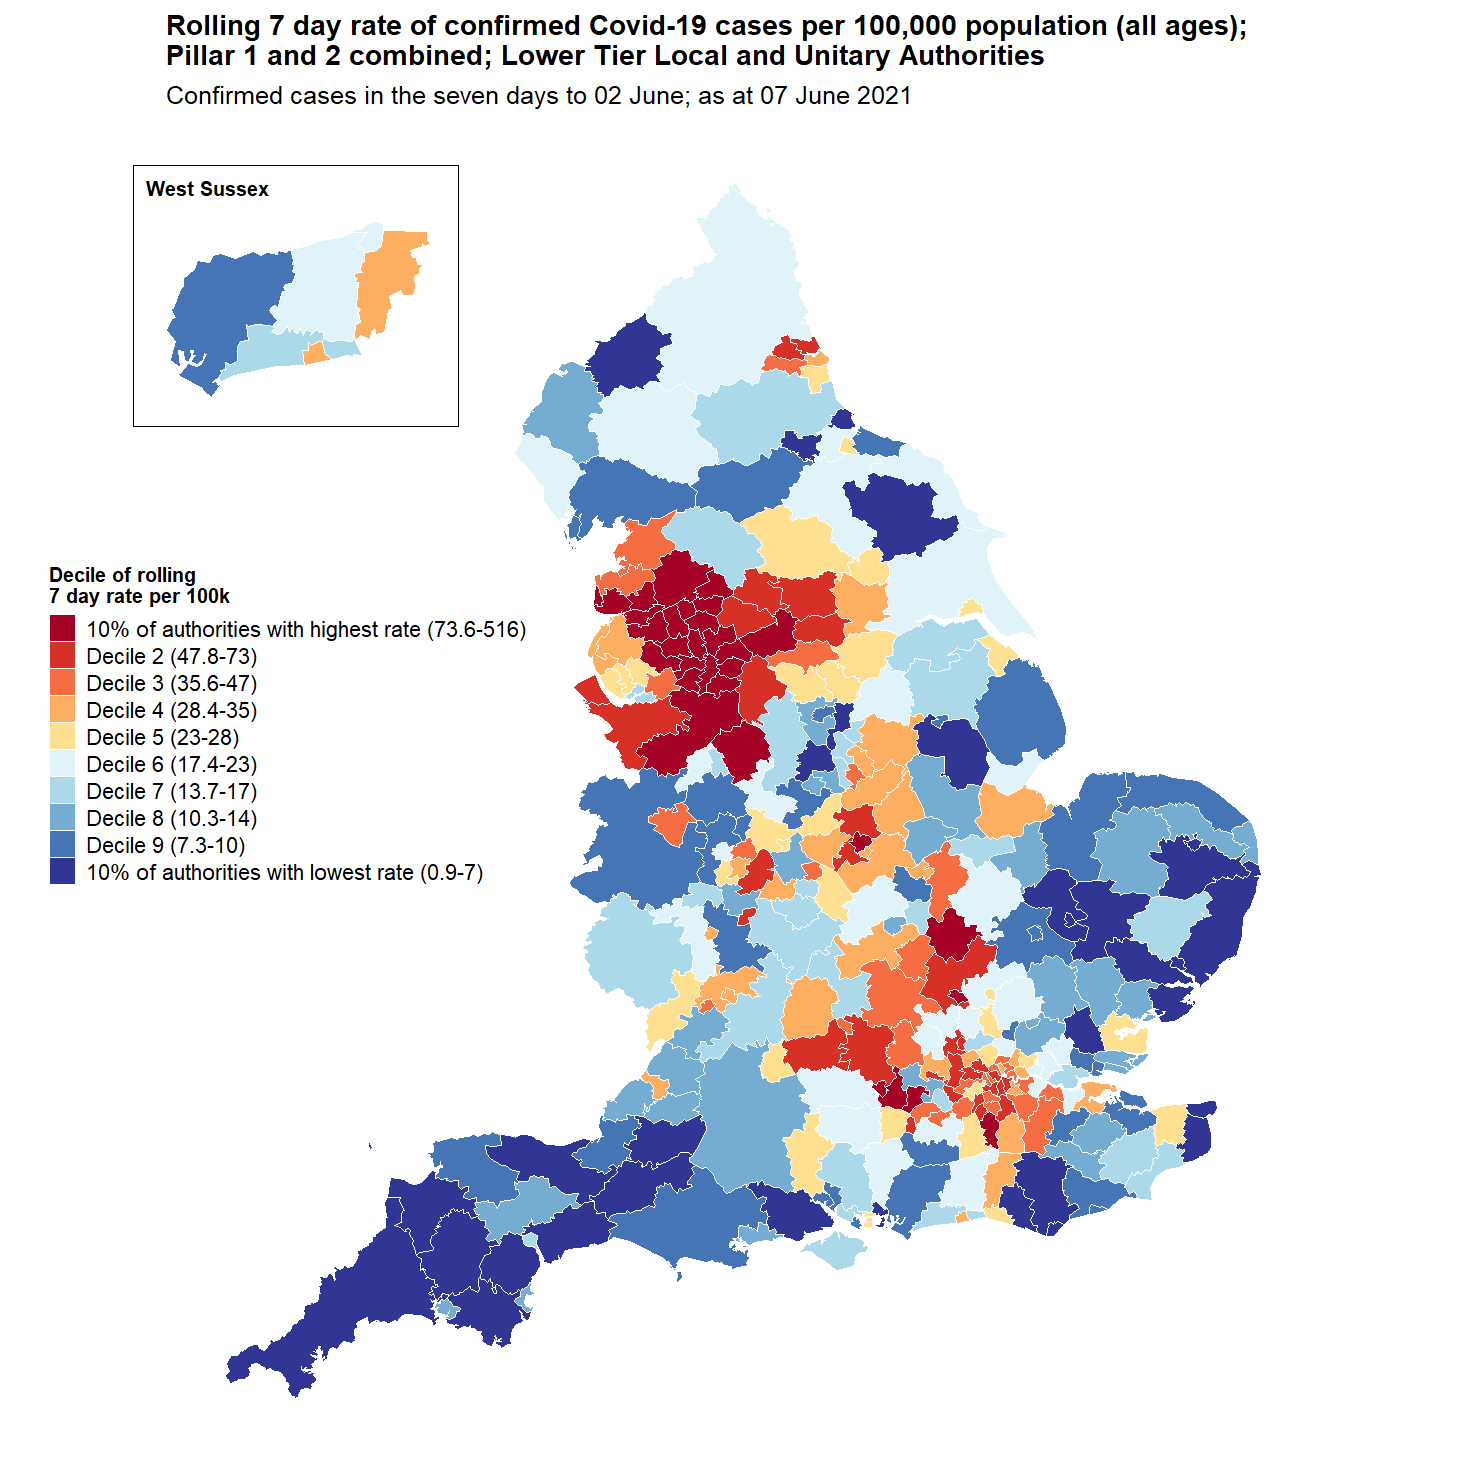 Rolling 7 day rate of confirmed Covid-19 cases per 100,000 population (all ages);
Pillar 1 and 2 combined; Lower Tier Local and Unitary Authorities
Confirmed cases in the seven days to 02 June; as at 07 June 2021
West Sussex
Decile of rolling
7 day rate per 100k
10% of authorities with highest rate (73.6-516)
Decile 2 (47.8-73)
Decile 3 (35.6-47)
Decile 4 (28.4-35)
Decile 5 (23-28)
Decile 6 (17.4-23)
Decile 7 (13.7-17)
Decile 8 (10.3-14)
Decile 9 (7.3-10)
10% of authorities with lowest rate (0.9-7)